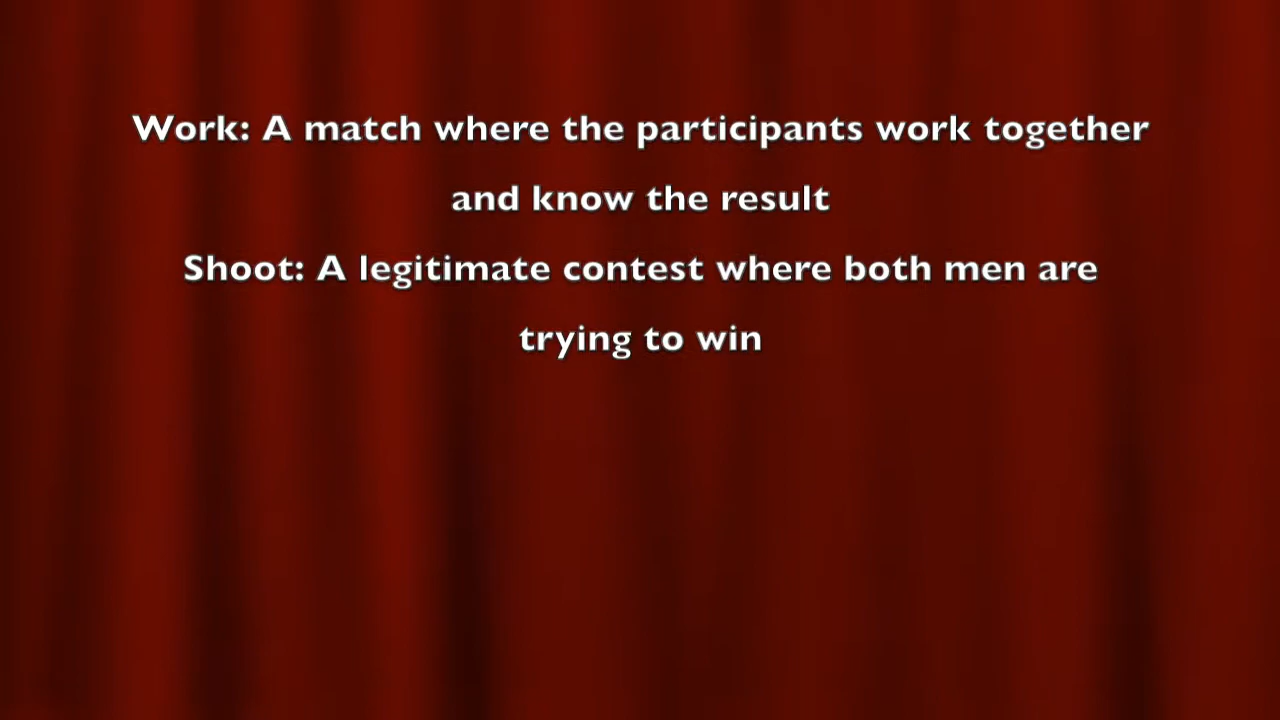 Work: A match where the participants work together
and know the result
Shoot: A legitimate contest where both men are
trying to win